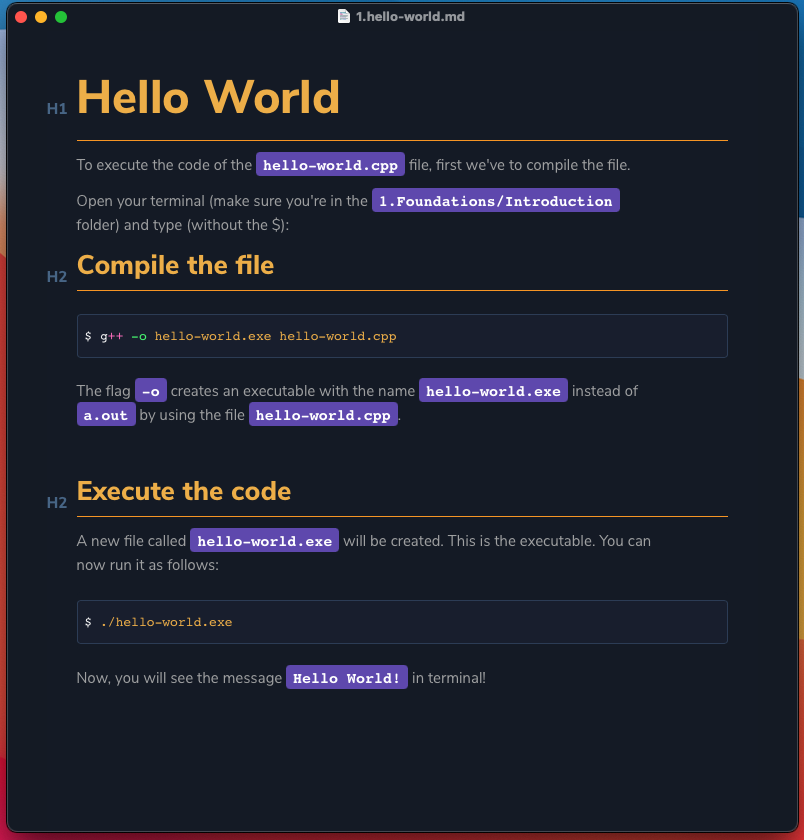 1.hello-world.md
H1 Hello World
To execute the code of the hello-world.cpp file, first we've to compile the file.
Open your terminal (make sure you're in the 1.Foundations/Introduction
folder) and type (without the $):
H2 Compile the file
$ g++ -o hello-world.exe hello-world.cpp
The flag -o creates an executable with the name hello-world.exe instead of
a.out by using the file hello-world.cpp.
H2 Execute the code
A new file called hello-world.exe will be created. This is the executable. You can
now run it as follows:
$ ./hello-world.exe
Now, you will see the message Hello World! in terminal!